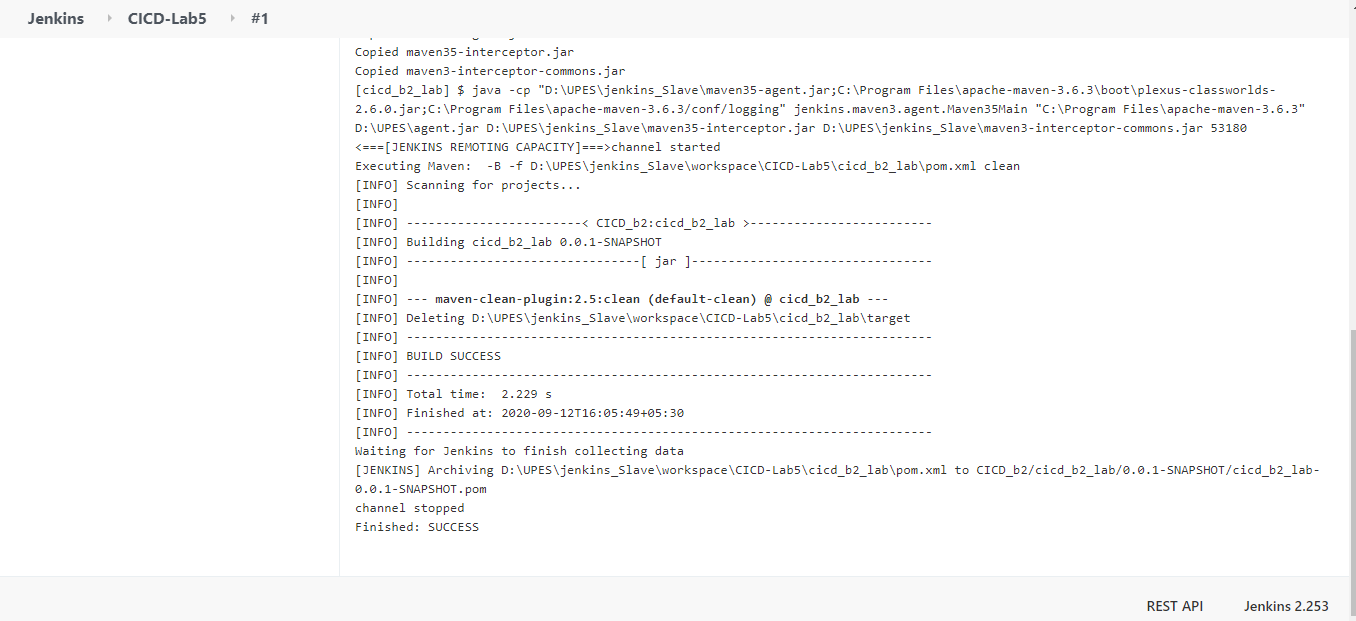 Jenkins CICD-Lab5 #1
Copied maven35-interceptor.jar
Copied maven3-interceptor-commons.jar
[cicd_b2_lab] $ java -cp "D:\UPES\jenkins_Slave\maven35-agent.jar;C:\Program Files\apache-maven-3.6.3\boot\plexus-classworlds-
2.6.0.jar;C:\Program Files\apache-maven-3.6.3/conf/logging" jenkins.maven3.agent.Maven35Main "C:\Program Files\apache-maven-3.6.3"
D:\UPES\agent.jar D:\UPES\jenkins_Slave\maven35-interceptor.jar D:\UPES\jenkins_Slave\maven3-interceptor-commons.jar 53180
<===[JENKINS REMOTING CAPACITY]===>channel started
Executing Maven:  -B -f D:\UPES\jenkins_Slave\workspace\CICD-Lab5\cicd_b2_lab\pom.xml clean
[INFO] Scanning for projects...
[INFO]
[INFO] ------------------------< CICD_b2:cicd_b2_lab >-------------------------
[INFO] Building cicd_b2_lab 0.0.1-SNAPSHOT
[INFO] --------------------------------[ jar ]---------------------------------
[INFO]
[INFO] --- maven-clean-plugin:2.5:clean (default-clean) @ cicd_b2_lab ---
[INFO] Deleting D:\UPES\jenkins_Slave\workspace\CICD-Lab5\cicd_b2_lab\target
[INFO] ------------------------------------------------------------------------
[INFO] BUILD SUCCESS
[INFO] ------------------------------------------------------------------------
[INFO] Total time:  2.229 s
[INFO] Finished at: 2020-09-12T16:05:49+05:30
[INFO] ------------------------------------------------------------------------
Waiting for Jenkins to finish collecting data
[JENKINS] Archiving D:\UPES\jenkins_Slave\workspace\CICD-Lab5\cicd_b2_lab\pom.xml to CICD_b2/cicd_b2_lab/0.0.1-SNAPSHOT/cicd_b2_lab-
0.0.1-SNAPSHOT.pom
channel stopped
Finished: SUCCESS
REST API Jenkins 2.253